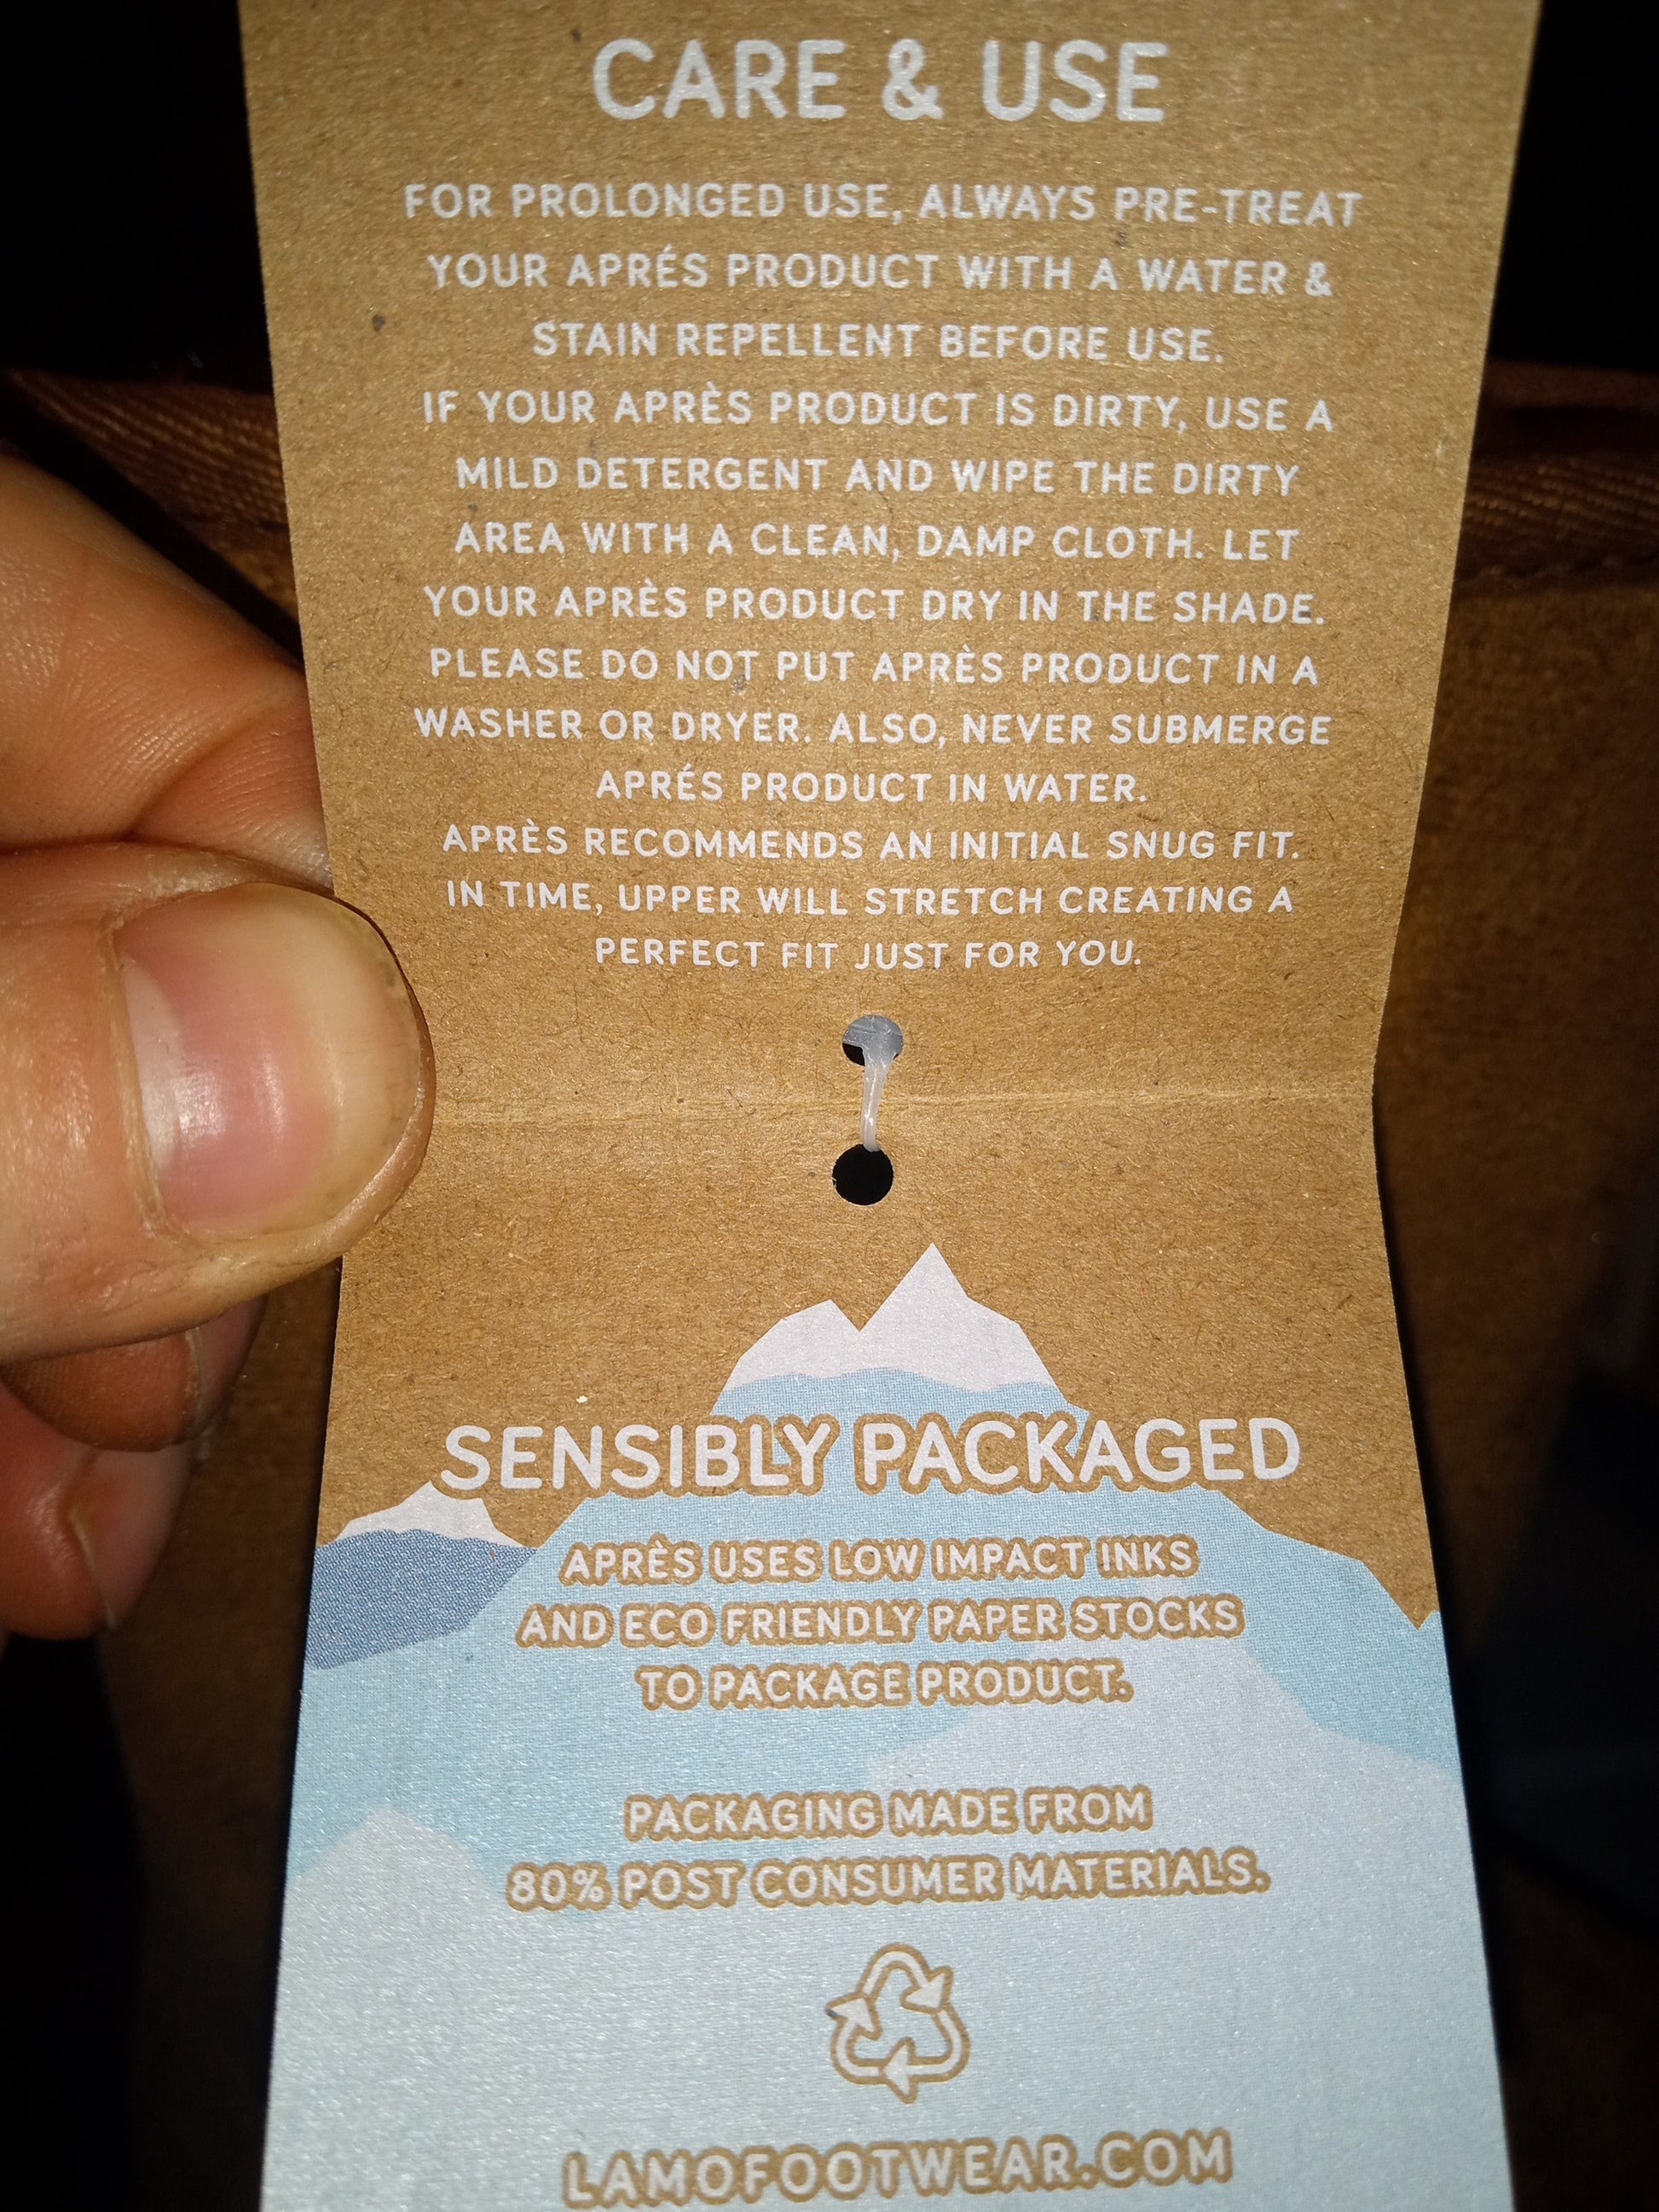 CARE & USE
FOR PROLONGED USE, ALWAYS PRE-TREAT
YOUR APRÉS PRODUCT WITH A WATER &
STAIN REPELLENT BEFORE USE.
IF YOUR APRÈS PRODUCT IS DIRTY, USE A
MILD DETERGENT AND WIPE THE DIRTY
AREA WITH A CLEAN, DAMP CLOTH. LET
YOUR APRÈS PRODUCT DRY IN THE SHADE.
PLEASE DO NOT PUT APRÈS PRODUCT IN A
WASHER OR DRYER. ALSO, NEVER SUBMERGE
APRÉS PRODUCT IN WATER.
APRÈS RECOMMENDS AN INITIAL SNUG FIT.
IN TIME, UPPER WILL STRETCH CREATING A
PERFECT FIT JUST FOR YOU.
SENSIBLY PACKAGED
APRÈS USES LOW IMPACT INKS
AND ECO FRIENDLY PAPER STOCKS
TO PACKAGE PRODUCT.
PACKAGING MADE FROM
80% POST CONSUMER MATERIALS.
LAMOFOOTWEAR.COM